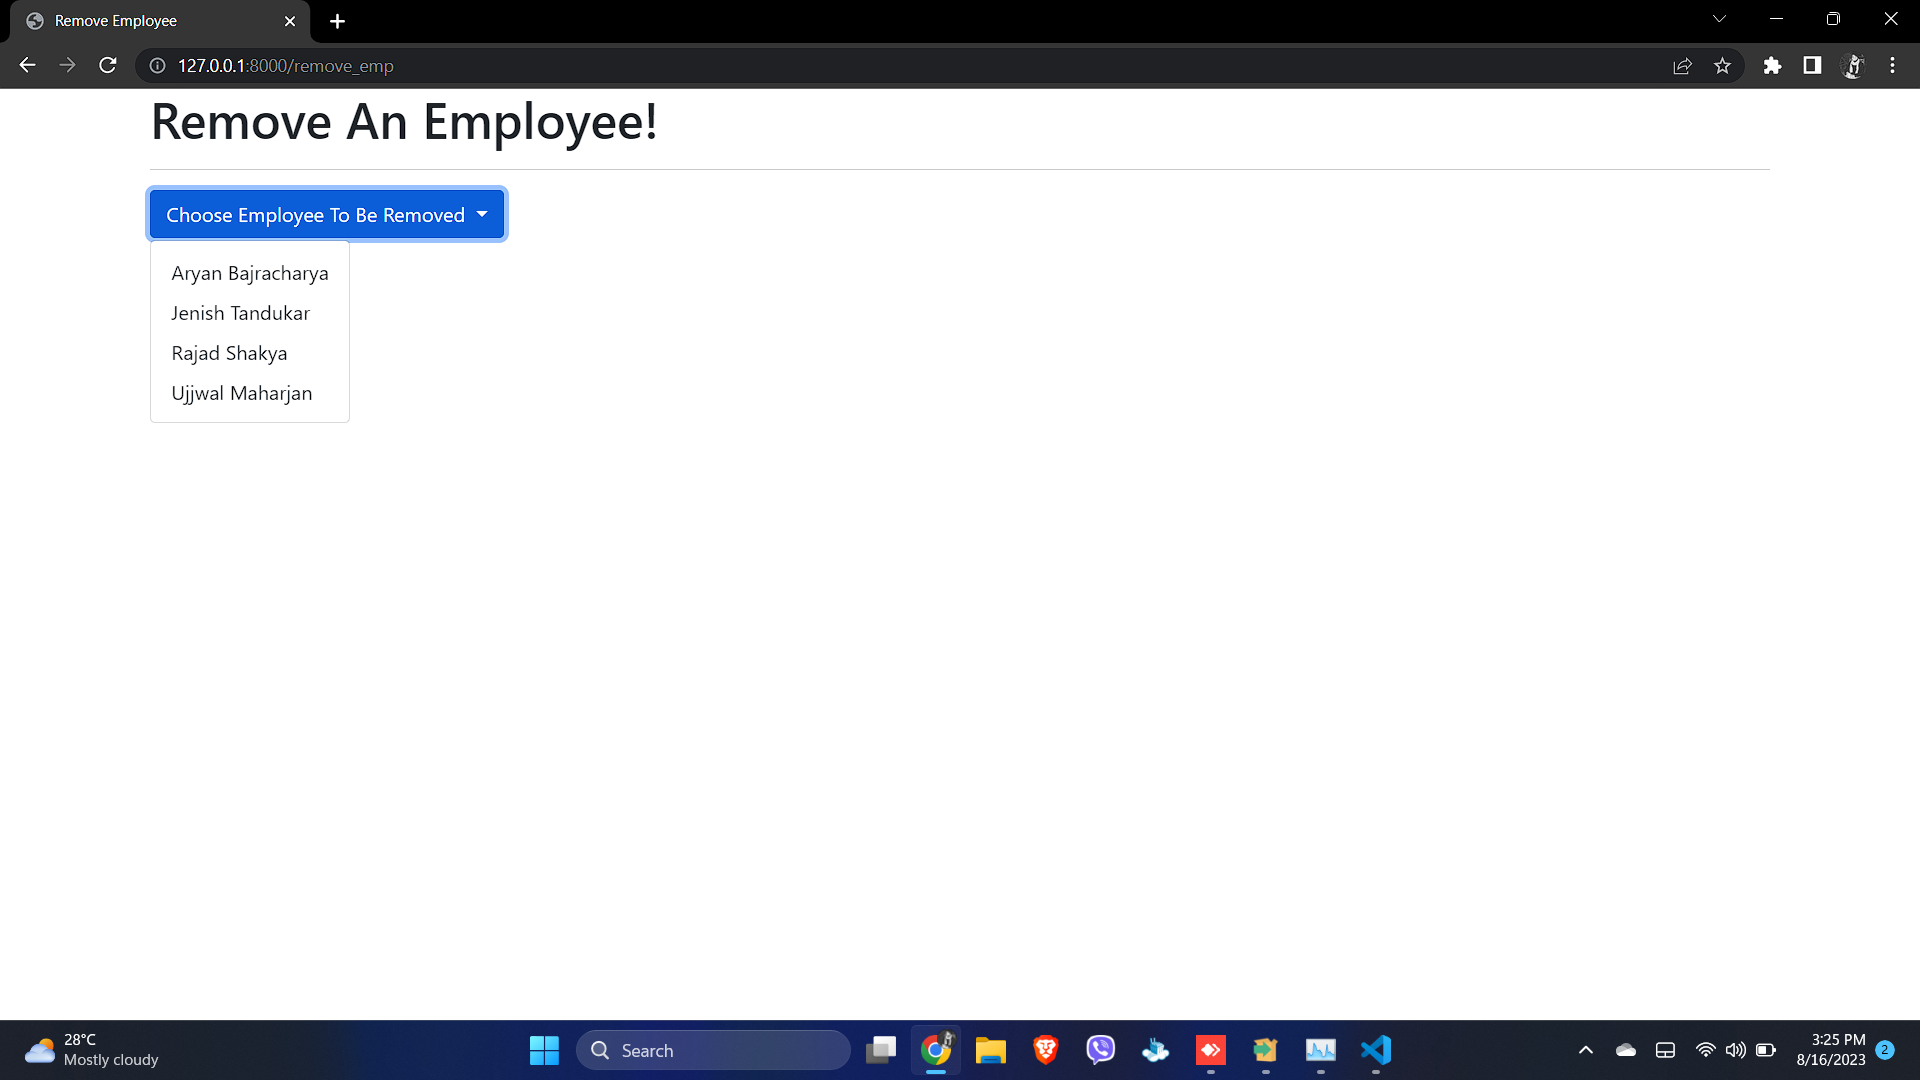 Remove Employee
127.0.0.1:8000/remove_emp
Remove An Employee!
Choose Employee To Be Removed
Aryan Bajracharya
Jenish Tandukar
Rajad Shakya
Ujjwal Maharjan
28°C
Mostly cloudy
Search
3:25 PM
8/16/2023
2